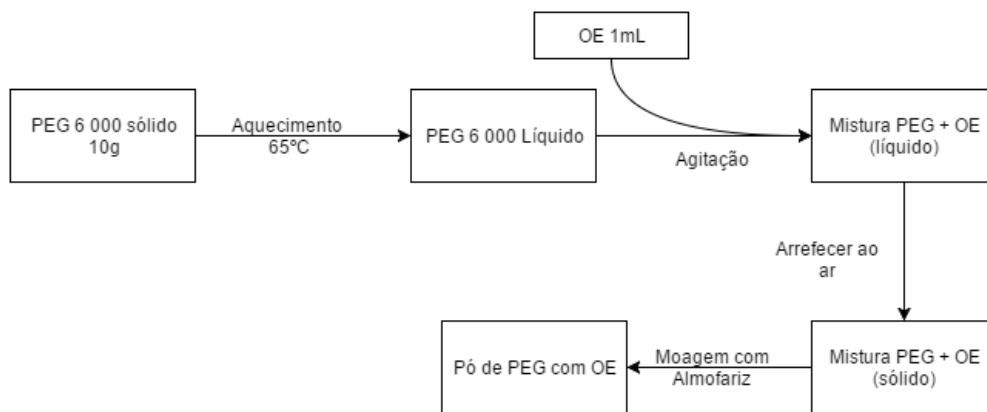 OE 1mL
PEG 6 000 sólido
10g
Aquecimento
65ºC
PEG 6 000 Líquido
Agitação
Mistura PEG + OE
(líquido)
Arrefecer ao
ar
Mistura PEG + OE
(sólido)
Moagem com
Almofariz
Pó de PEG com OE